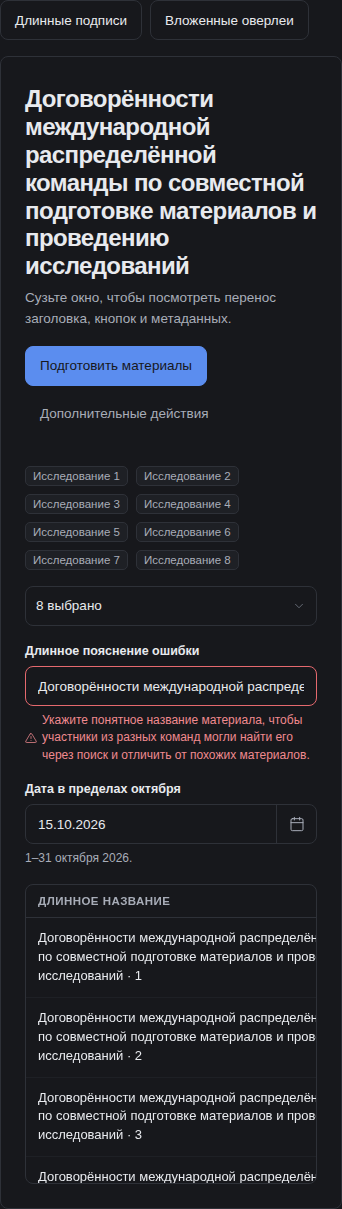 Длинные подписи
Вложенные оверлеи
Договорённости
международной
распределённой
команды по совместной
подготовке материалов и
проведению
исследований
Сузьте окно, чтобы посмотреть перенос
заголовка, кнопок и метаданных.
Подготовить материалы
Дополнительные действия
Исследование 1
Исследование 2
Исследование 3
Исследование 4
Исследование 5
Исследование 6
Исследование 7
Исследование 8
8 выбрано
Длинное пояснение ошибки
Договорённости международной распреде
Укажите понятное название материала, чтобы
участники из разных команд могли найти его
через поиск и отличить от похожих материалов.
Дата в пределах октября
15.10.2026
1–31 октября 2026.
ДЛИННОЕ НАЗВАНИЕ
Договорённости международной распределён
по совместной подготовке материалов и пров
исследований · 1
Договорённости международной распределён
по совместной подготовке материалов и пров
исследований · 2
Договорённости международной распределён
по совместной подготовке материалов и пров
исследований · 3
Договорённости международной распределён